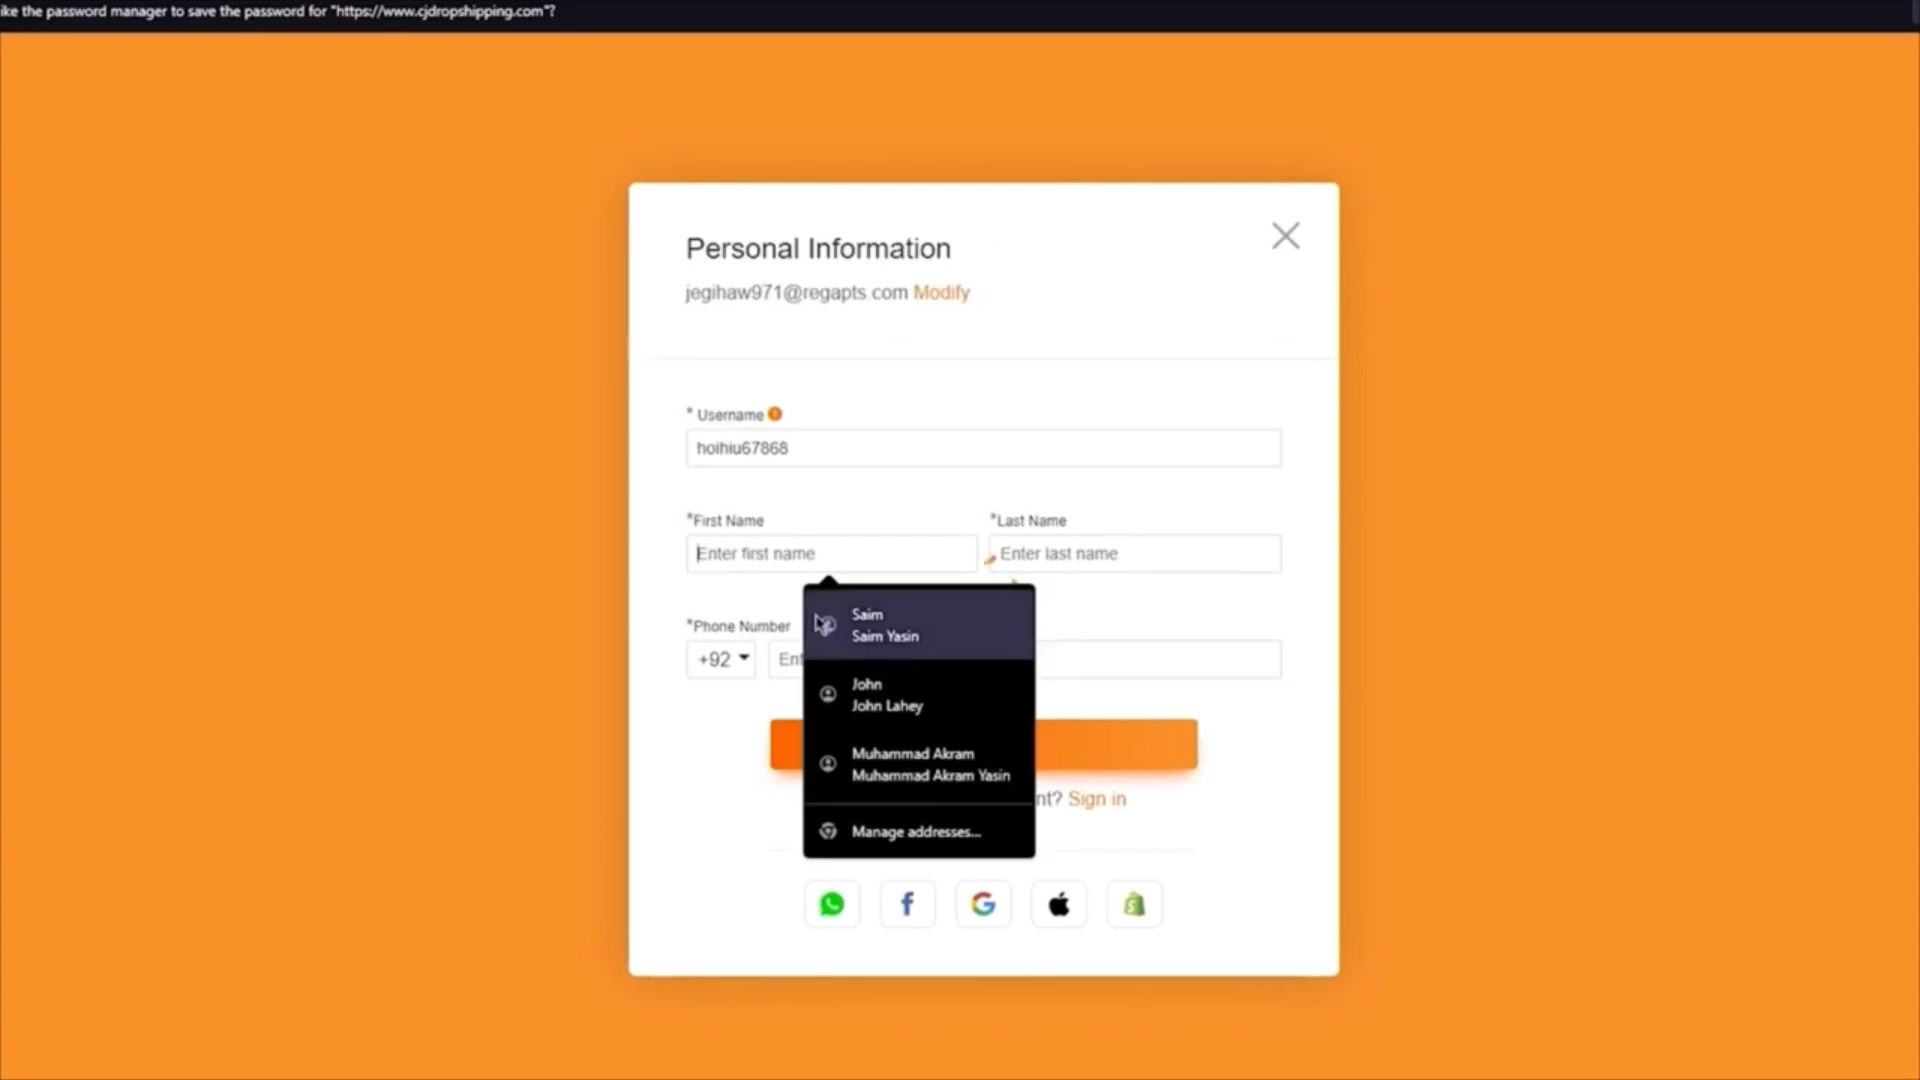 ike the password manager to save the password for "https://www.cjdropshipping.com"?
Personal Information
jegihaw971@regapts.com Modify
* Username
hoihiu67868
*First Name
*Last Name
Enter first name
Enter last name
*Phone Number
+92
Ent
Saim
Saim Yasin
John
John Lahey
Muhammad Akram
Muhammad Akram Yasin
nt? Sign in
Manage addresses...